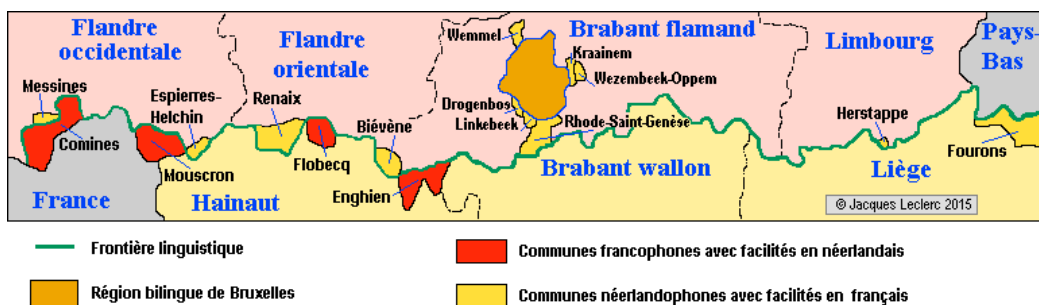 Flandre
occidentale
Flandre
orientale
Wemmel
Brabant flamand
Kraainem
Wezembeek-Oppem
Limbourg
Pays-
Bas
Messines
Espierres-
Helchin
Renaix
Biévène
Drogenbos
Linkebeek
Rhode-Saint-Genèse
Herstappe
Comines
Mouscron
Flobecq
Enghien
Fourons
France
Hainaut
Brabant wallon
Liège
© Jacques Leclerc 2015
Frontière linguistique
Communes francophones avec facilités en néerlandais
Région bilingue de Bruxelles
Communes néerlandophones avec facilités en français